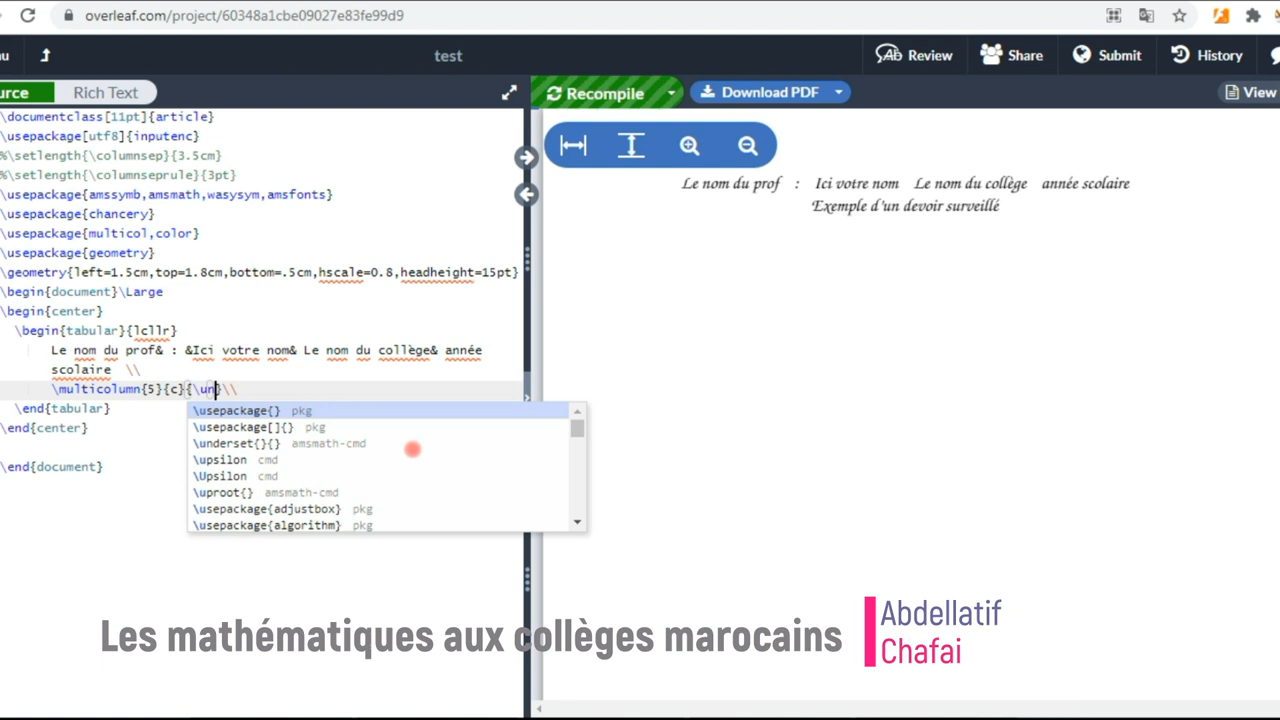 overleaf.com/project/60348a1cbe09027e83fe99d9
nu
test
Review
Share
Submit
History
urce
Rich Text
Recompile
Download PDF
View
\documentclass[11pt]{article}
\usepackage[utf8]{inputenc}
%\setlength{\columnsep}{3.5cm}
%\setlength{\columnseprule}{3pt}
\usepackage{amssymb,amsmath,wasysym,amsfonts}
\usepackage{chancery}
\usepackage{multicol,color}
\usepackage{geometry}
\geometry{left=1.5cm,top=1.8cm,bottom=.5cm,hscale=0.8,headheight=15pt}
\begin{document}\Large
\begin{center}
\begin{tabular}{lcllr}
Le nom du prof& : &Ici votre nom& Le nom du collège& année
scolaire \\
\multicolumn{5}{c}{\un}\\
\end{tabular}
\end{center}
\end{document}
\usepackage{} pkg
\usepackage[]{} pkg
\underset{}{} amsmath-cmd
\upsilon cmd
\Upsilon cmd
\uproot{} amsmath-cmd
\usepackage{adjustbox} pkg
\usepackage{algorithm} pkg
Le nom du prof : Ici votre nom Le nom du collège année scolaire
Exemple d'un devoir surveillé
Les mathématiques aux collèges marocains
Abdellatif
Chafai